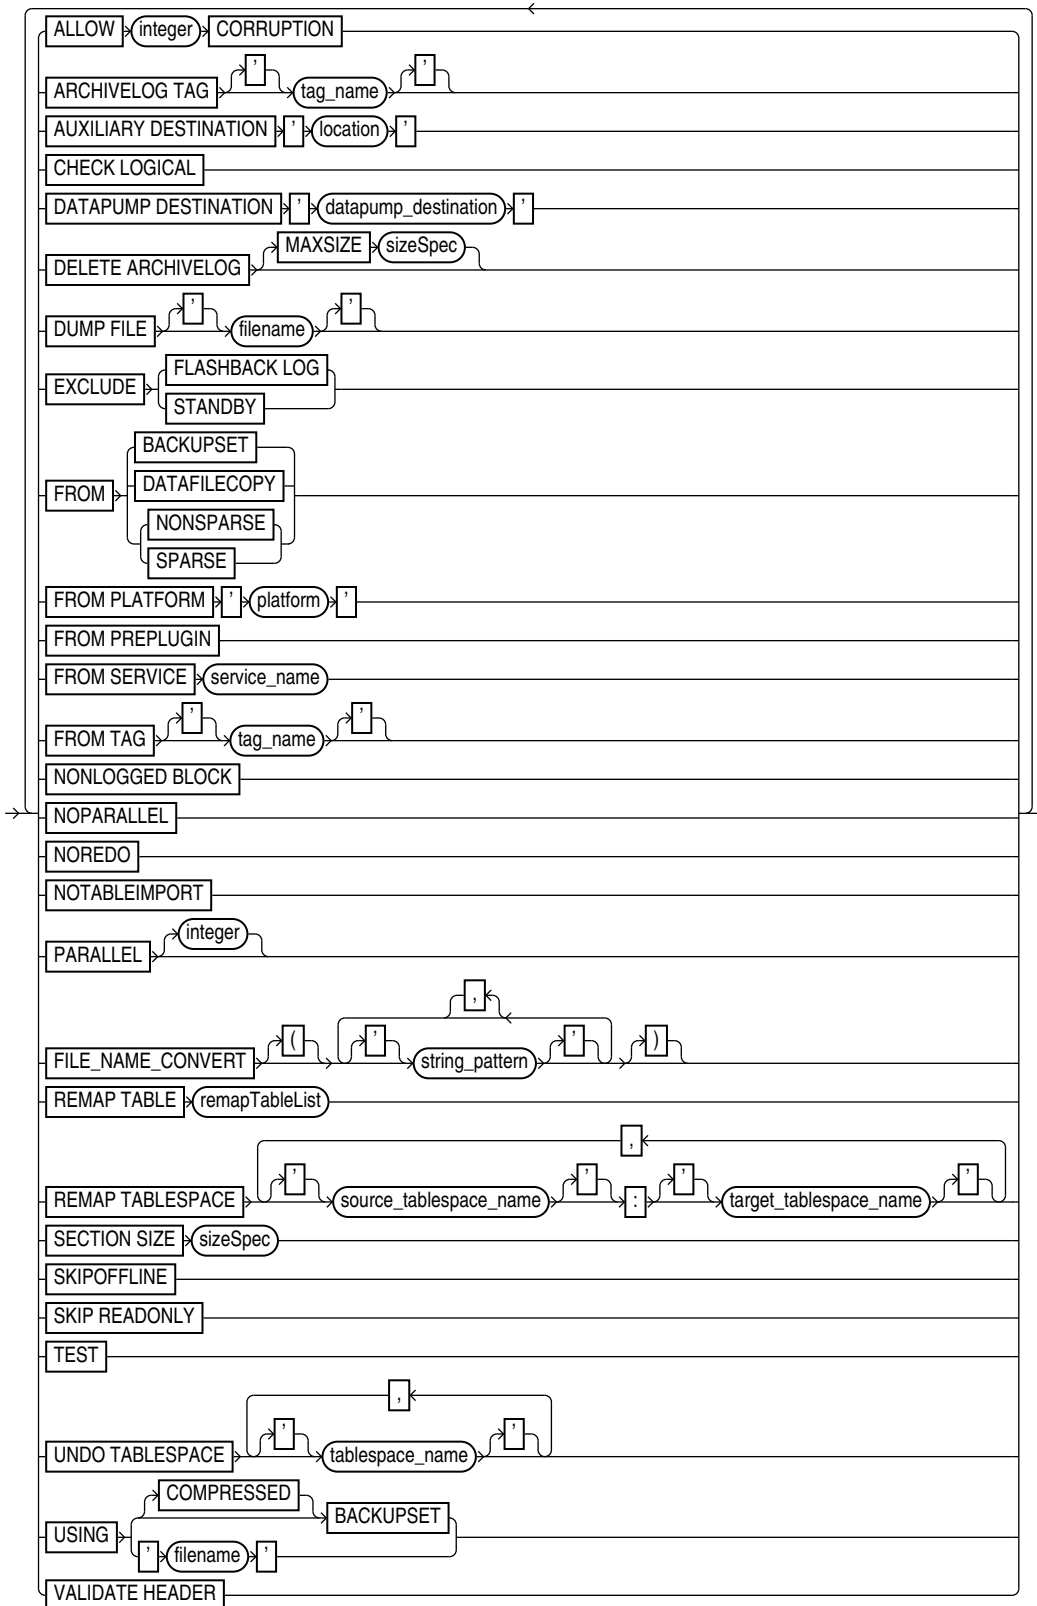 ALLOW integer CORRUPTION
ARCHIVELOG TAG ' tag_name '
AUXILIARY DESTINATION ' location '
CHECK LOGICAL
DATAPUMP DESTINATION ' datapump_destination '
MAXSIZE sizeSpec
DELETE ARCHIVELOG
DUMP FILE ' filename '
FLASHBACK LOG
EXCLUDE
STANDBY
BACKUPSET
DATAFILECOPY
FROM
NONSPARSE
SPARSE
FROM PLATFORM ' platform '
FROM PREPLUGIN
FROM SERVICE service_name
FROM TAG ' tag_name '
NONLOGGED BLOCK
NOPARALLEL
NOREDO
NOTABLEIMPORT
integer
PARALLEL
,
FILE_NAME_CONVERT ( ' string_pattern ' )
REMAP TABLE remapTableList
,
REMAP TABLESPACE ' source_tablespace_name ' : ' target_tablespace_name '
SECTION SIZE sizeSpec
SKIPOFFLINE
SKIP READONLY
TEST
,
UNDO TABLESPACE ' tablespace_name '
COMPRESSED
BACKUPSET
USING
' filename '
VALIDATE HEADER